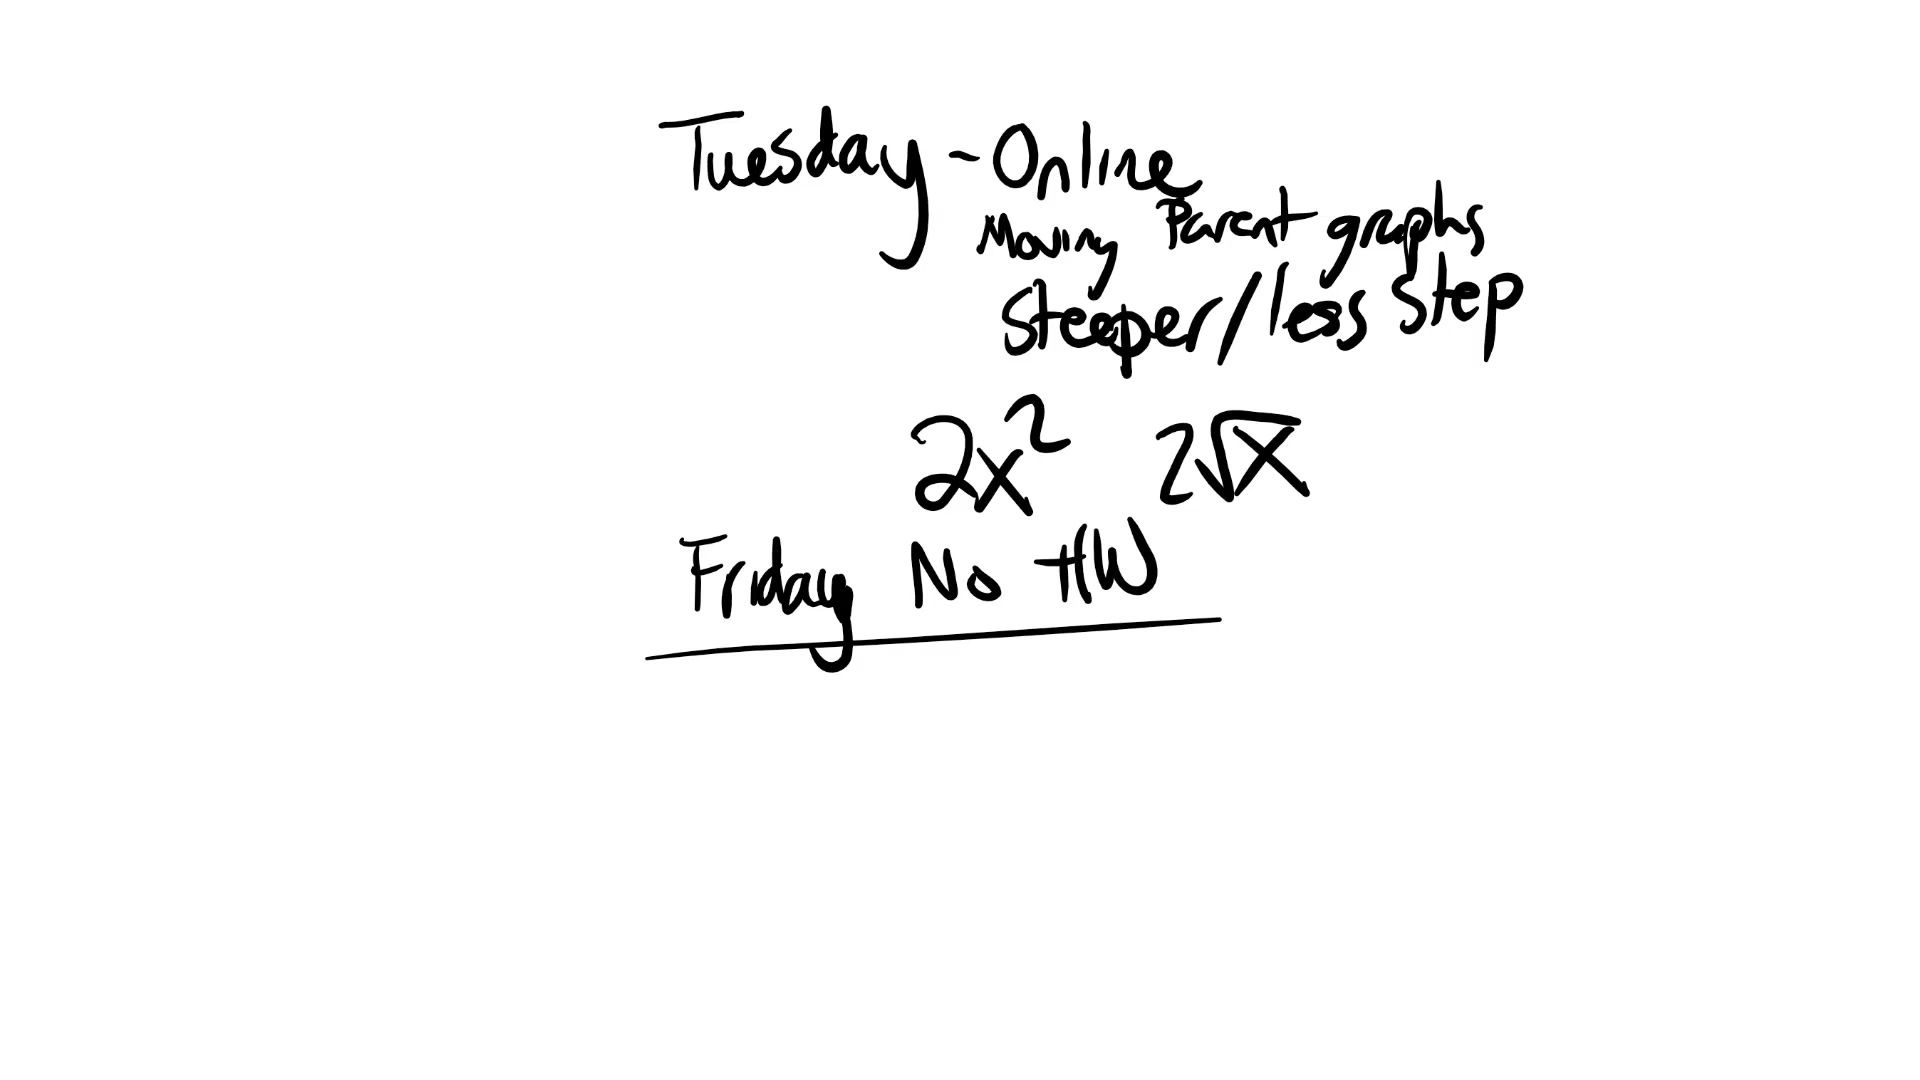 Tuesday - Online
Moving Parent graphs
Steeper/less Step
2x² 2√x
Friday No HW